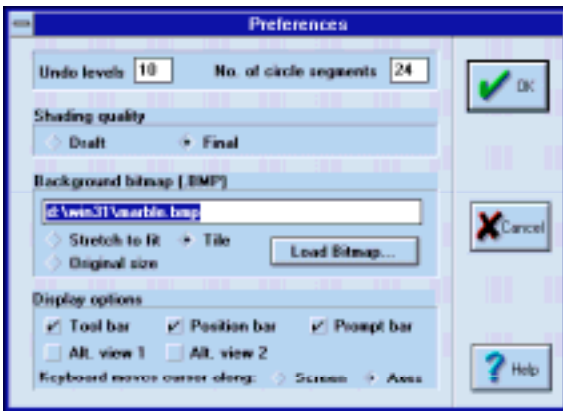 Preferences
Undo levels 10 No. of circle segments 24
OK
Shading quality
Draft Final
Background bitmap (.BMP)
d:\win31\marble.bmp
Stretch to fit Tile
Original size
Load Bitmap...
Cancel
Display options
Tool bar Position bar Prompt bar
Alt. view 1 Alt. view 2
Keyboard moves cursor along: Screen Axes
Help